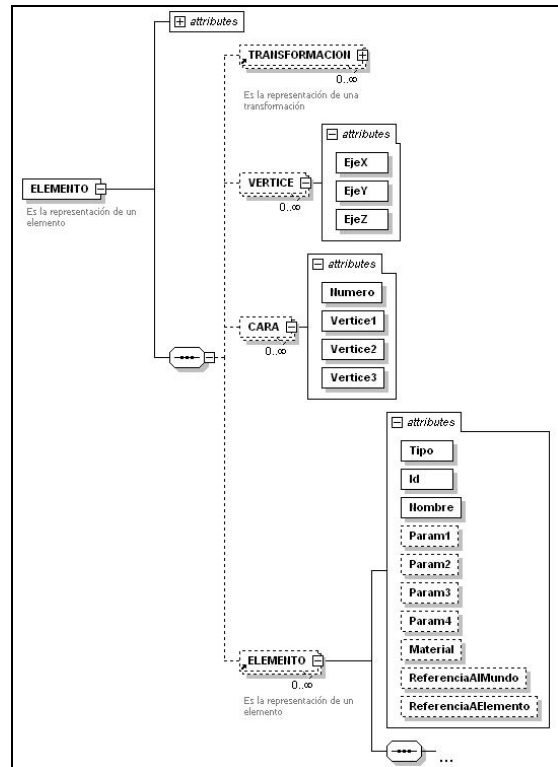 attributes
TRANSFORMACION
0..∞
Es la representación de una
transformación
attributes
EjeX
EjeY
EjeZ
VERTICE
0..∞
ELEMENTO
Es la representación de un
elemento
attributes
Numero
Vertice1
Vertice2
Vertice3
CARA
0..∞
attributes
Tipo
Id
Nombre
Param1
Param2
Param3
Param4
Material
ReferenciaAlMundo
ReferenciaAElemento
ELEMENTO
0..∞
Es la representación de un
elemento
...